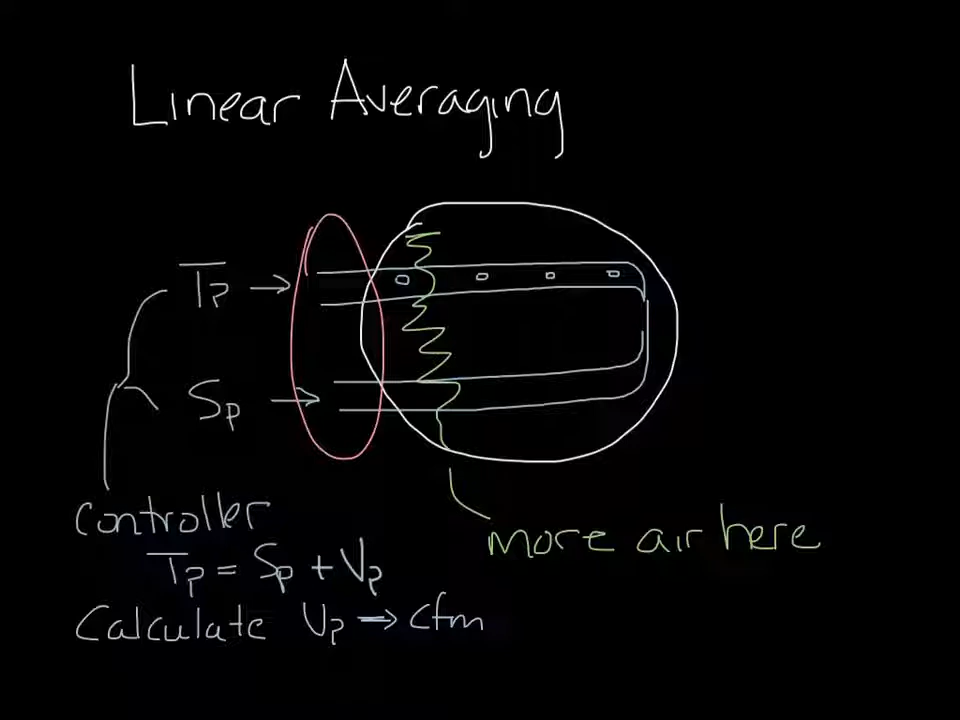 Linear Averaging
Tp
Sp
Controller
Tp = Sp + Vp
more air here
Calculate Vp → cfm